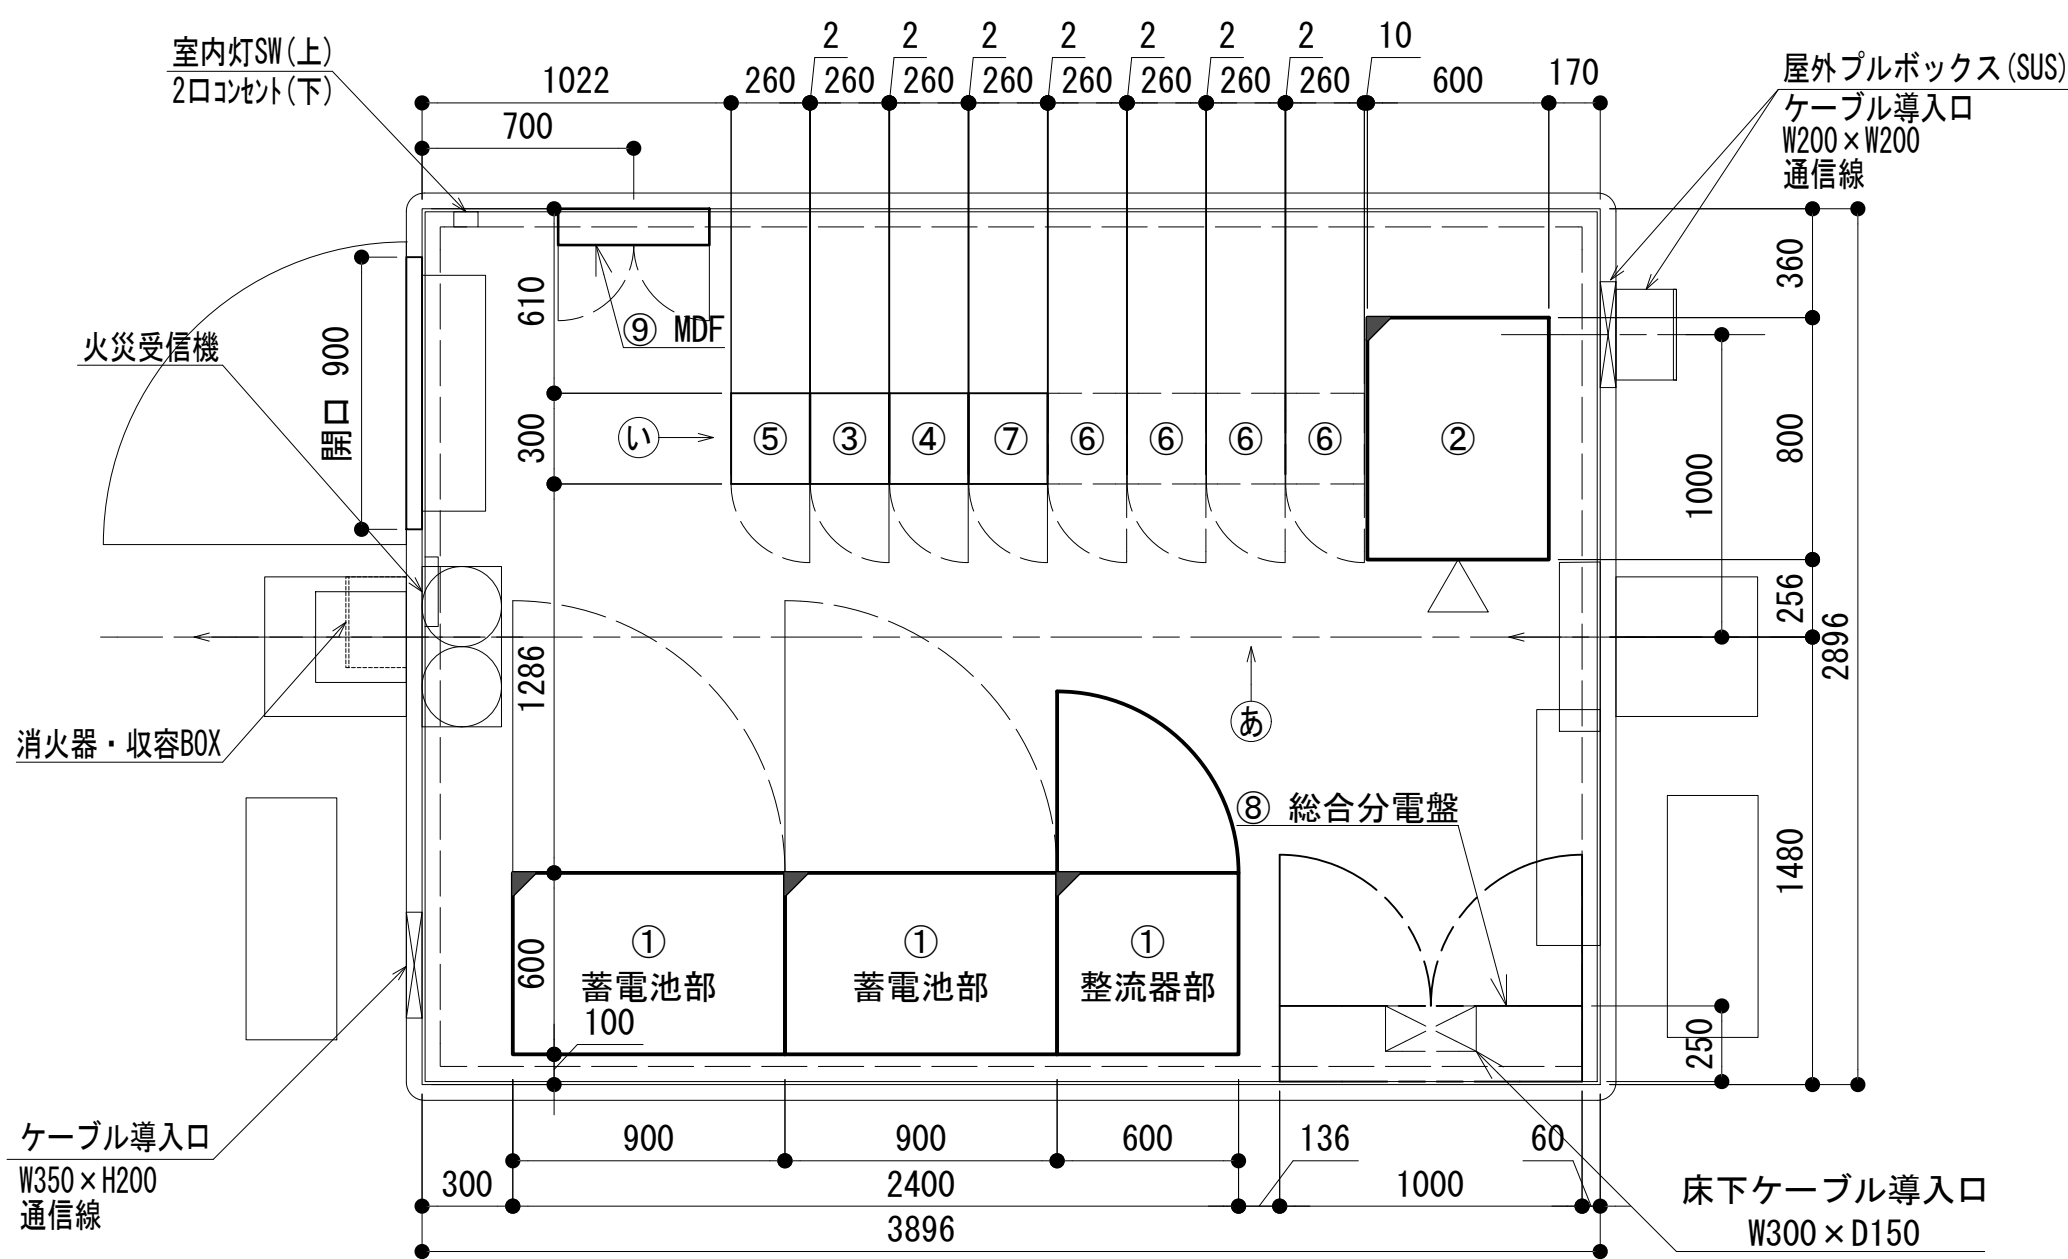 室内灯SW(上)
2口コンセント(下)
2 2 2 2 2 2 2 10
1022 260 260 260 260 260 260 260 260 600 170
700
屋外プルボックス(SUS)
ケーブル導入口
W200×W200
通信線
360
610
⑨ MDF
火災受信機
開口 900
300
い
⑤ ③ ④ ⑦ ⑥ ⑥ ⑥ ⑥ ②
800
1000
256
2896
1286
あ
消火器・収容BOX
⑧ 総合分電盤
1480
600
① ① ①
蓄電池部 蓄電池部 整流器部
100
250
ケーブル導入口
W350×H200
通信線
900 900 600 136 60
300 2400 1000
3896
床下ケーブル導入口
W300×D150